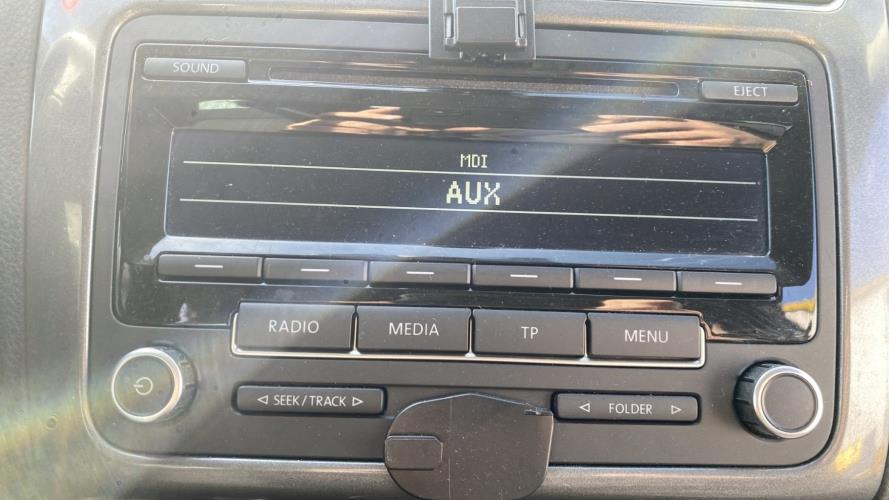 SOUND
EJECT
MDI
AUX
RADIO MEDIA TP MENU
SEEK / TRACK FOLDER